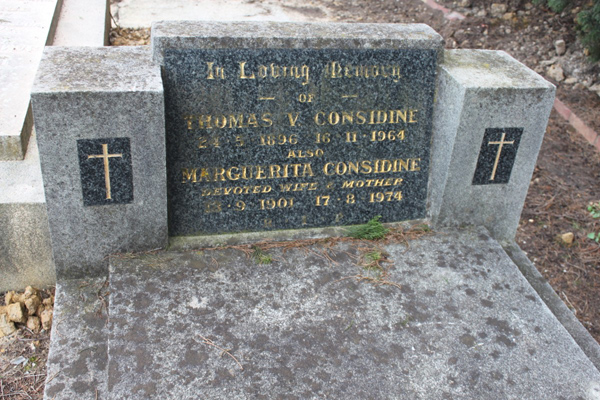 In Loving Memory
— OF —
THOMAS V. CONSIDINE
24·5·1896 16·11·1964
ALSO
MARGUERITA CONSIDINE
DEVOTED WIFE & MOTHER
·9·1901 17·8·1974